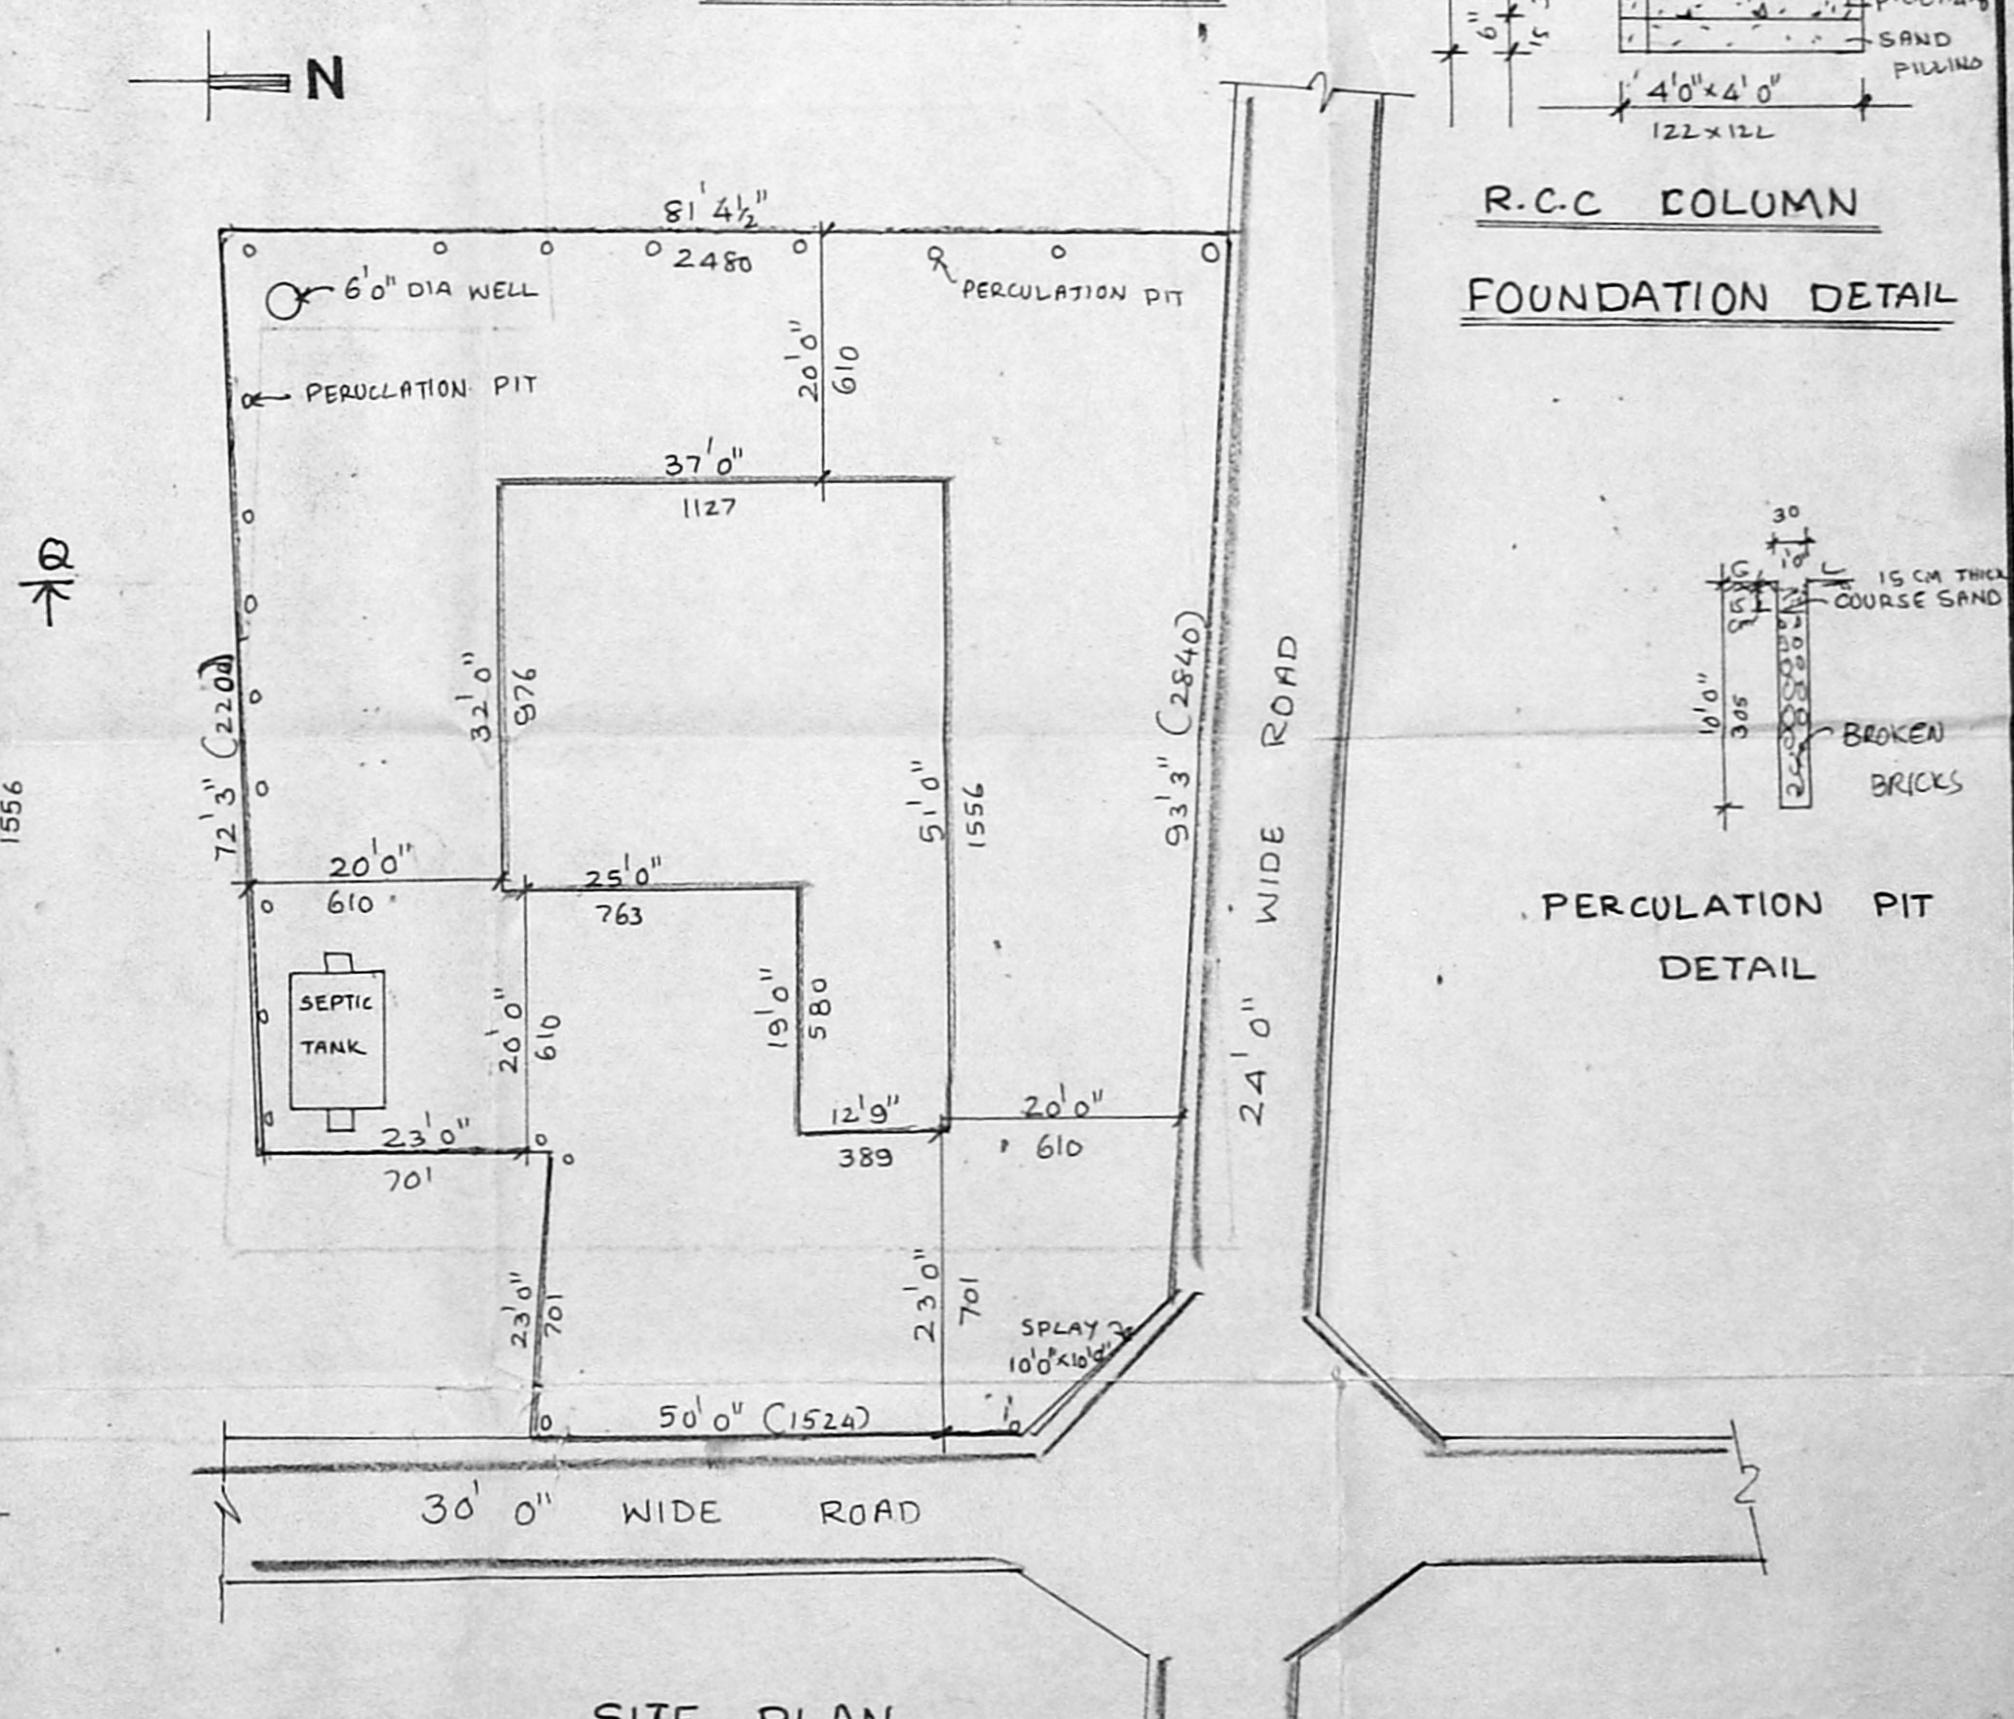 6"
15
SAND
FILLING
4'0"x4'0"
122x122
R.C.C COLUMN
FOUNDATION DETAIL
N
81'4½"
2480
6'0" DIA WELL
PERCULATION PIT
20'0"
610
PERUCLATION PIT
37'0"
1127
Q
32'0"
976
72'3" (2200)
1556
51'0"
1556
93'3" (2840)
24'0" WIDE ROAD
20'0"
610
25'0"
763
SEPTIC
TANK
20'0"
610
19'0"
580
12'9"
389
20'0"
610
23'0"
701
23'0"
701
23'0"
701
SPLAY
10'0"x10'0"
50'0" (1524)
30'0" WIDE ROAD
SITE PLAN
30
G L
15 CM THICK
COURSE SAND
10'0"
305
BROKEN
BRICKS
PERCULATION PIT
DETAIL